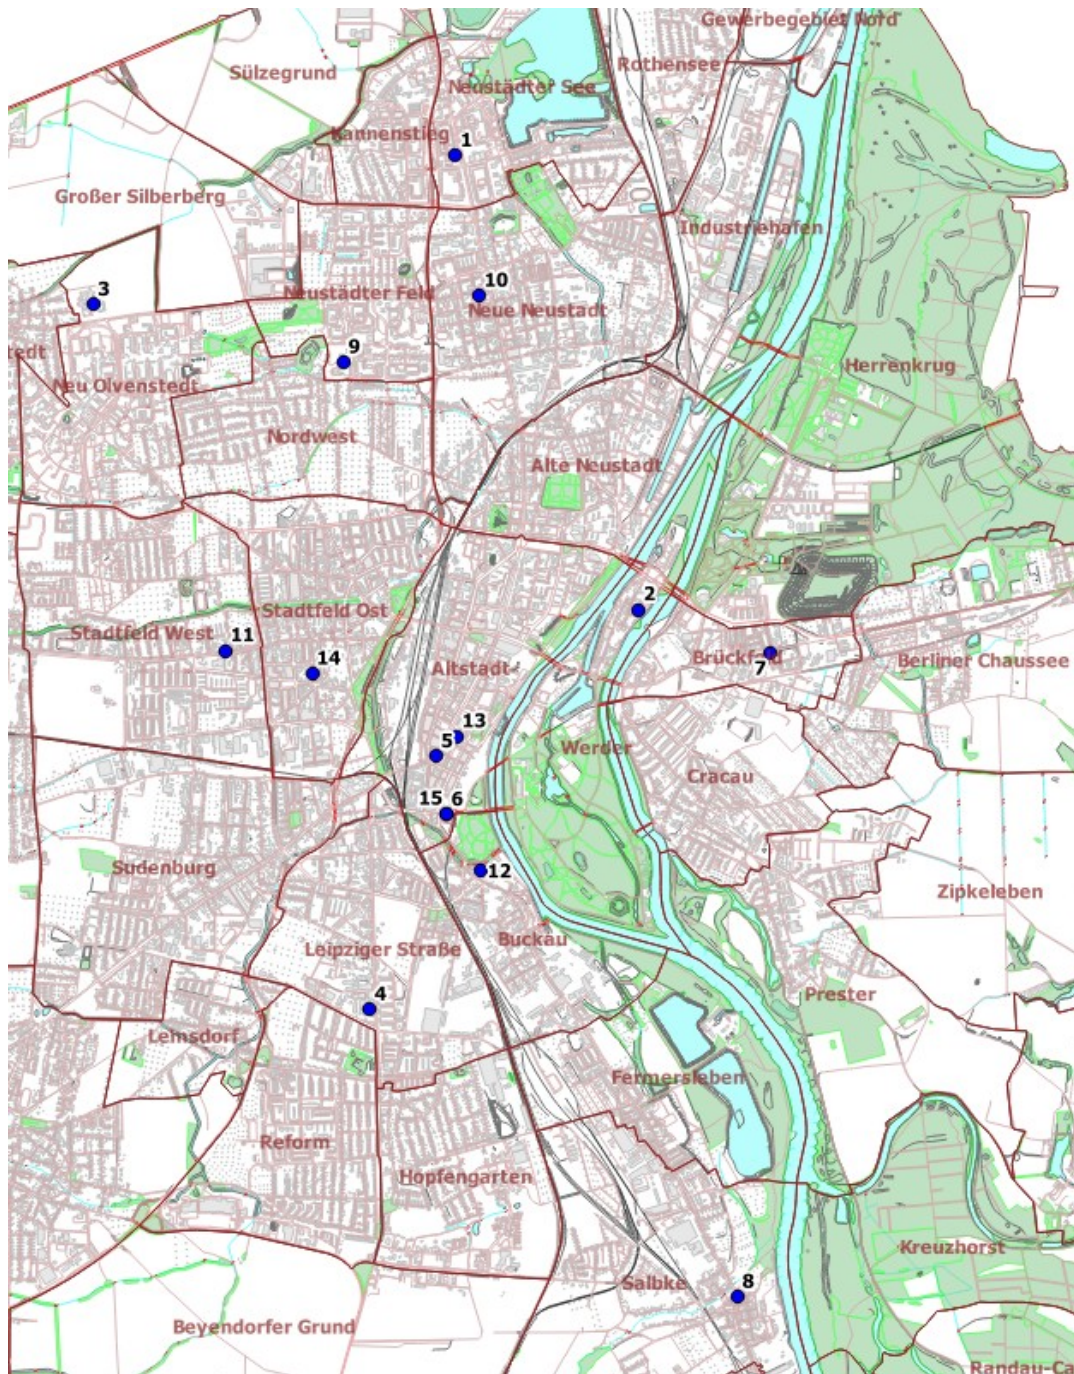 Gewerbegebiet Nord
Sülzegrund
Rothensee
Neustädter See
Kannenstieg
1
Großer Silberberg
Industriehafen
3
Neustädter Feld
10
Neue Neustadt
9
tedt
Neu Olvenstedt
Herrenkrug
Nordwest
Alte Neustadt
2
Stadtfeld Ost
Stadtfeld West
11
14
Altstadt
Brückfeld
7
Berliner Chaussee
13
5
Werder
Cracau
15
6
12
Sudenburg
Zipkeleben
Leipziger Straße
Buckau
4
Prester
Lemsdorf
Fermersleben
Reform
Hopfengarten
Kreuzhorst
Salbke
8
Beyendorfer Grund
Randau-Ca